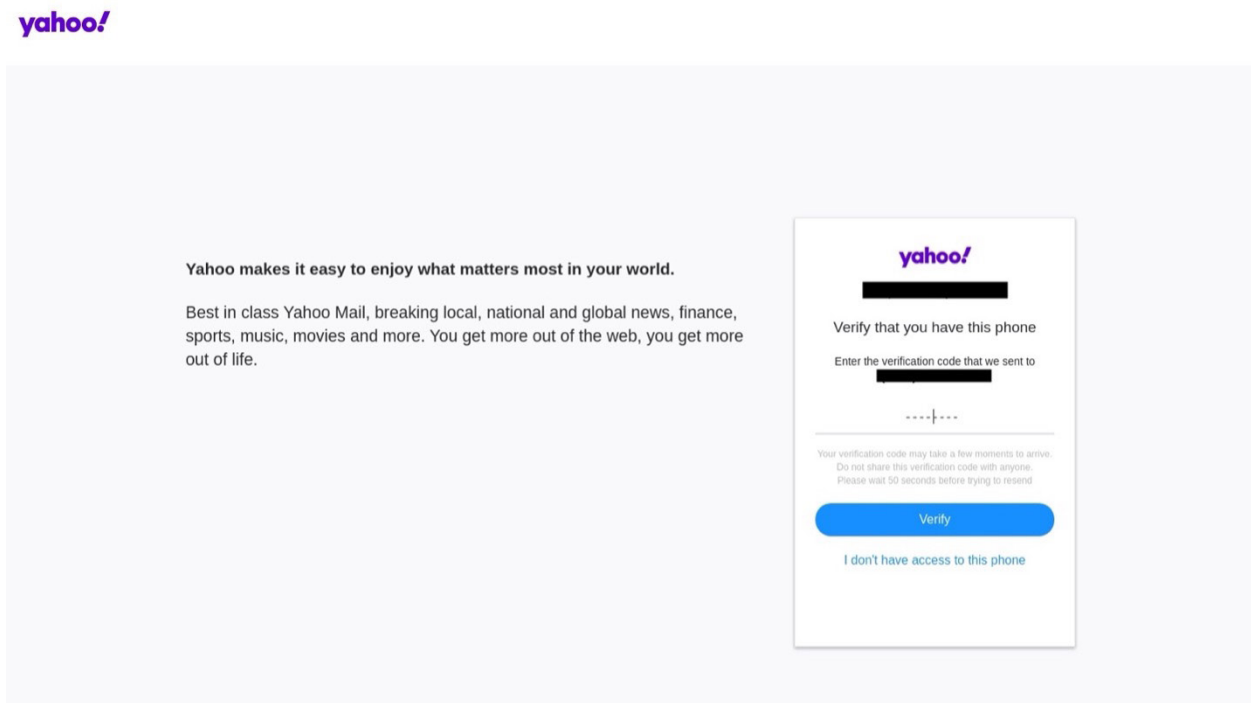 yahoo!
Yahoo makes it easy to enjoy what matters most in your world.
Best in class Yahoo Mail, breaking local, national and global news, finance,
sports, music, movies and more. You get more out of the web, you get more
out of life.
yahoo!
Verify that you have this phone
Enter the verification code that we sent to
Your verification code may take a few moments to arrive.
Do not share this verification code with anyone.
Please wait 50 seconds before trying to resend
Verify
I don't have access to this phone